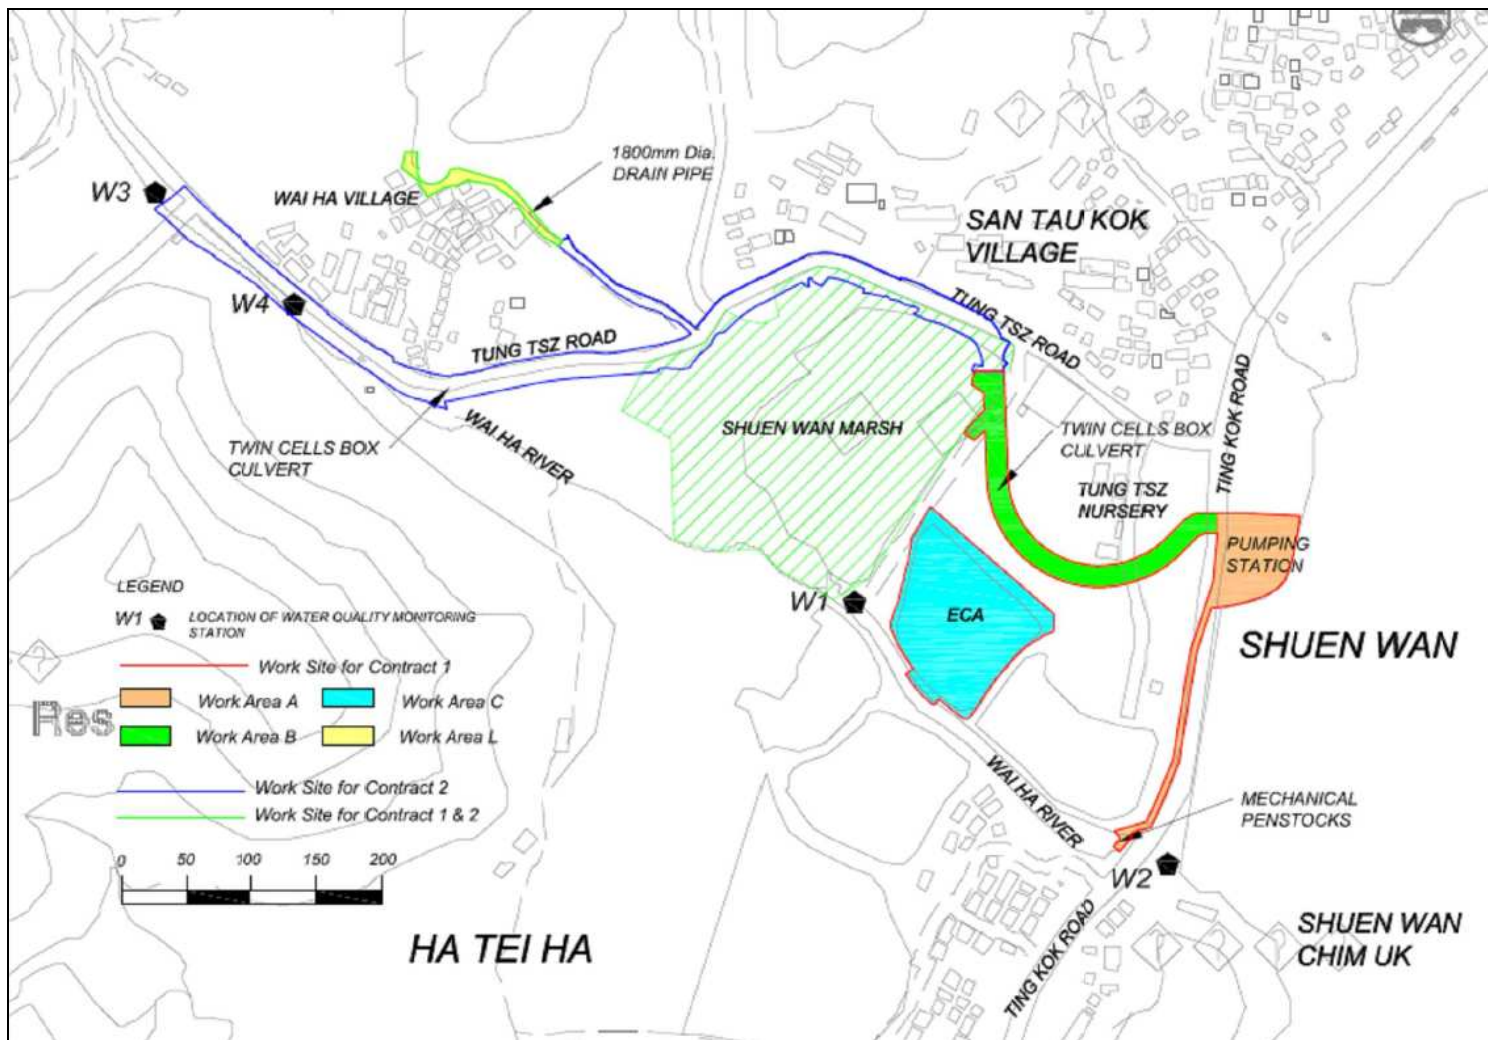 1800mm Dia.
DRAIN PIPE
W3
WAI HA VILLAGE
SAN TAU KOK
VILLAGE
W4
TUNG TSZ ROAD
TUNG TSZ ROAD
TING KOK ROAD
SHUEN WAN MARSH
WAI HA RIVER
TWIN CELLS BOX
CULVERT
TWIN CELLS BOX
CULVERT
TUNG TSZ
NURSERY
PUMPING
STATION
W1
ECA
SHUEN WAN
LEGEND
W1 LOCATION OF WATER QUALITY MONITORING
STATION
Work Site for Contract 1
Work Area A
Work Area C
Work Area B
Work Area L
Work Site for Contract 2
Work Site for Contract 1 & 2
0 50 100 150 200
Res
WAI HA RIVER
MECHANICAL
PENSTOCKS
W2
TING KOK ROAD
HA TEI HA
SHUEN WAN
CHIM UK
? ? ?
?
? ? ? ?